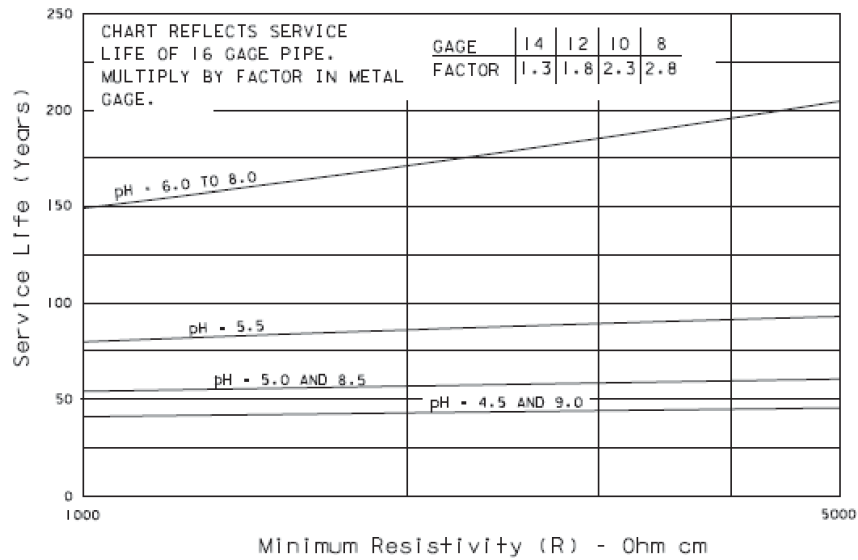 CHART REFLECTS SERVICE
LIFE OF 16 GAGE PIPE.
MULTIPLY BY FACTOR IN METAL
GAGE.
GAGE 14 12 10 8
FACTOR 1.3 1.8 2.3 2.8
250
200
150
100
50
0
Service Life (Years)
pH - 6.0 TO 8.0
pH - 5.5
pH - 5.0 AND 8.5
pH - 4.5 AND 9.0
1000 5000
Minimum Resistivity (R) - Ohm cm